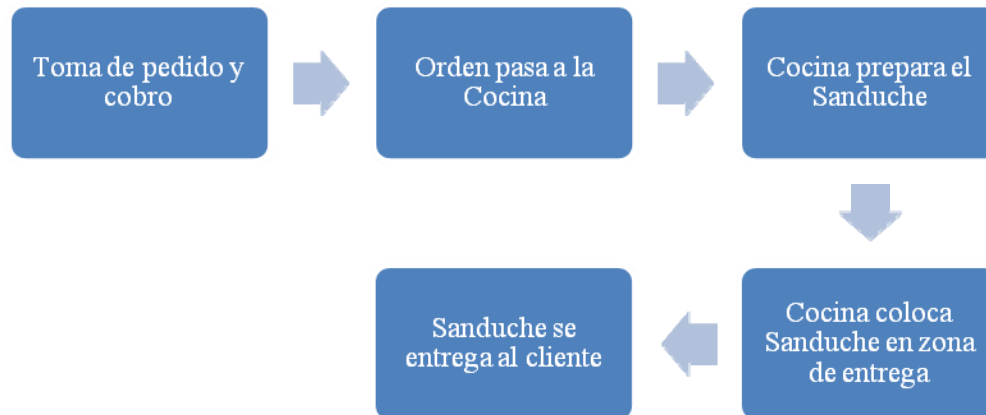 Toma de pedido y
cobro
Orden pasa a la
Cocina
Cocina prepara el
Sanduche
Cocina coloca
Sanduche en zona
de entrega
Sanduche se
entrega al cliente